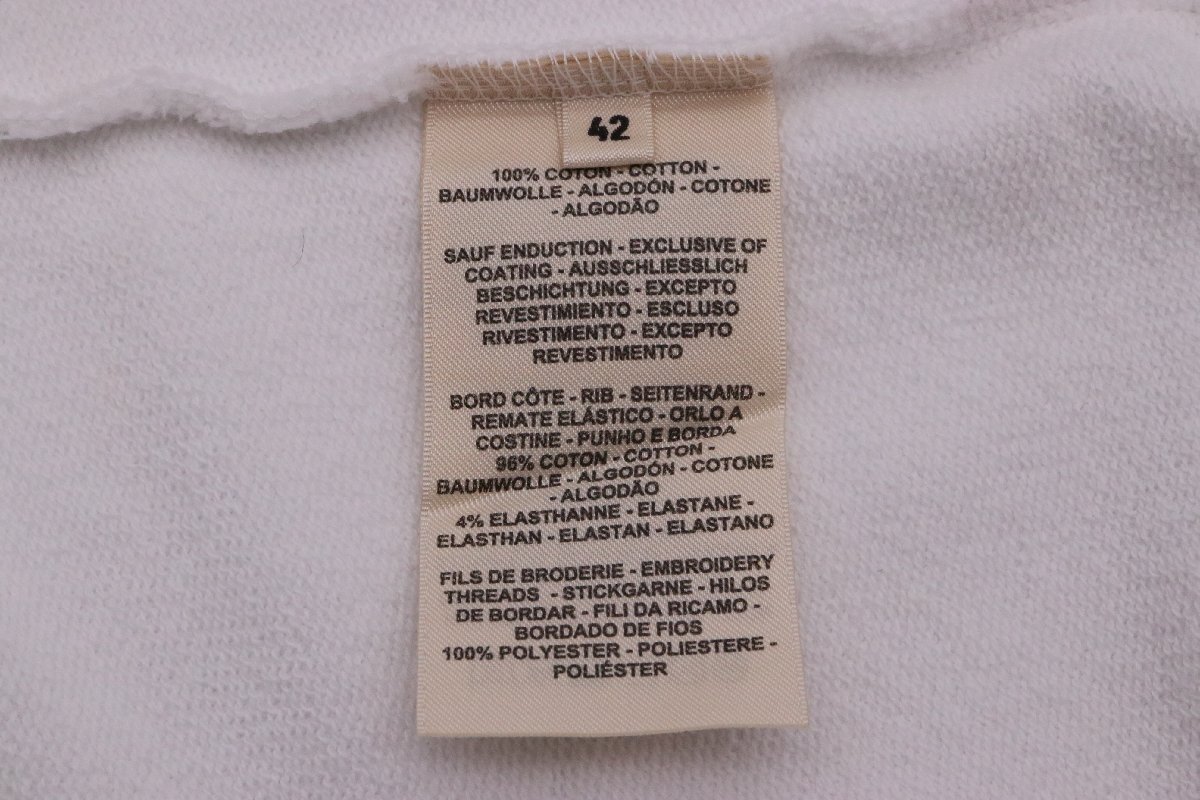 42
100% COTON - COTTON -
BAUMWOLLE - ALGODÓN - COTONE
- ALGODÃO
SAUF ENDUCTION - EXCLUSIVE OF
COATING - AUSSCHLIESSLICH
BESCHICHTUNG - EXCEPTO
REVESTIMIENTO - ESCLUSO
RIVESTIMENTO - EXCEPTO
REVESTIMENTO
BORD CÔTE - RIB - SEITENRAND -
REMATE ELÁSTICO - ORLO A
COSTINE - PUNHO E BORDA
96% COTON - COTTON -
BAUMWOLLE - ALGODÓN - COTONE
- ALGODÃO
4% ELASTHANNE - ELASTANE -
ELASTHAN - ELASTAN - ELASTANO
FILS DE BRODERIE - EMBROIDERY
THREADS - STICKGARNE - HILOS
DE BORDAR - FILI DA RICAMO -
BORDADO DE FIOS
100% POLYESTER - POLIESTERE -
POLIÉSTER